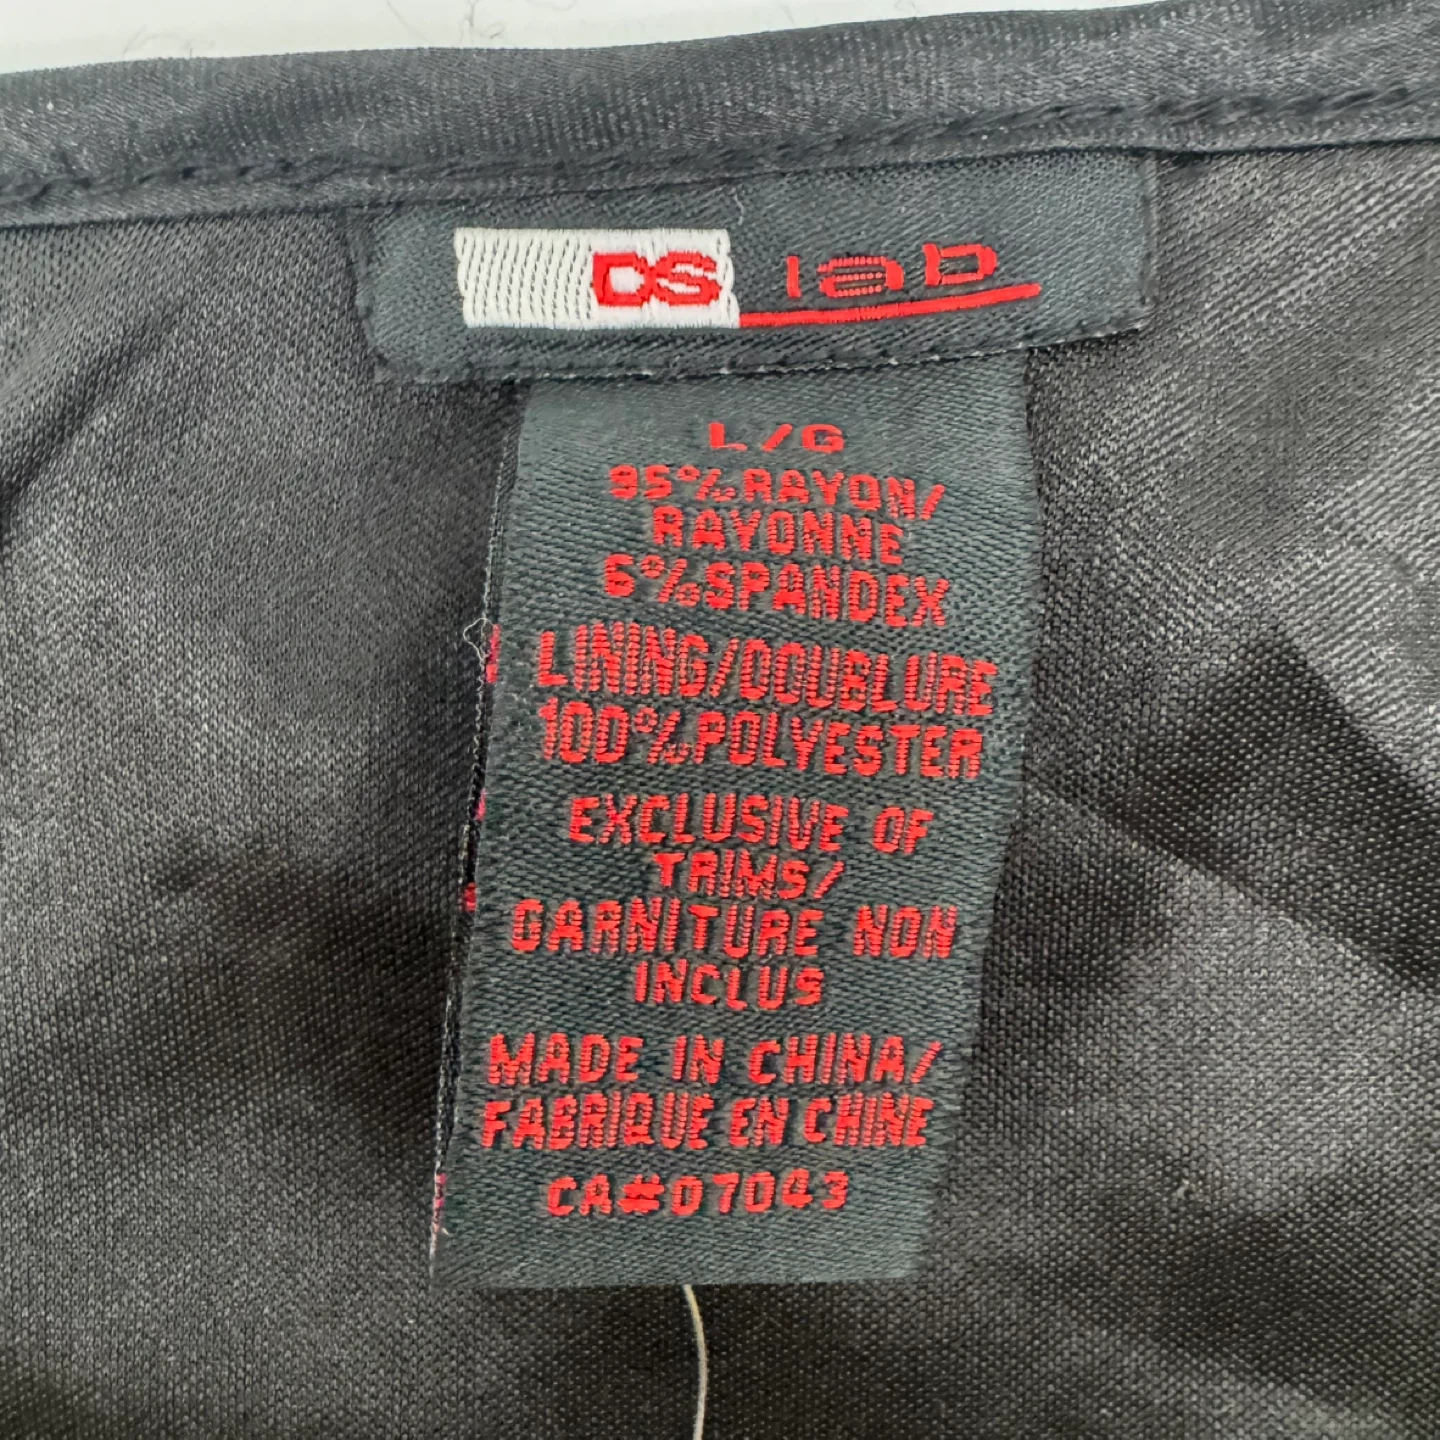 DS lab
L/G
95%RAYON/
RAYONNE
5%SPANDEX
LINING/DOUBLURE
100%POLYESTER
EXCLUSIVE OF
TRIMS/
GARNITURE NON
INCLUS
MADE IN CHINA/
FABRIQUE EN CHINE
CA#07043